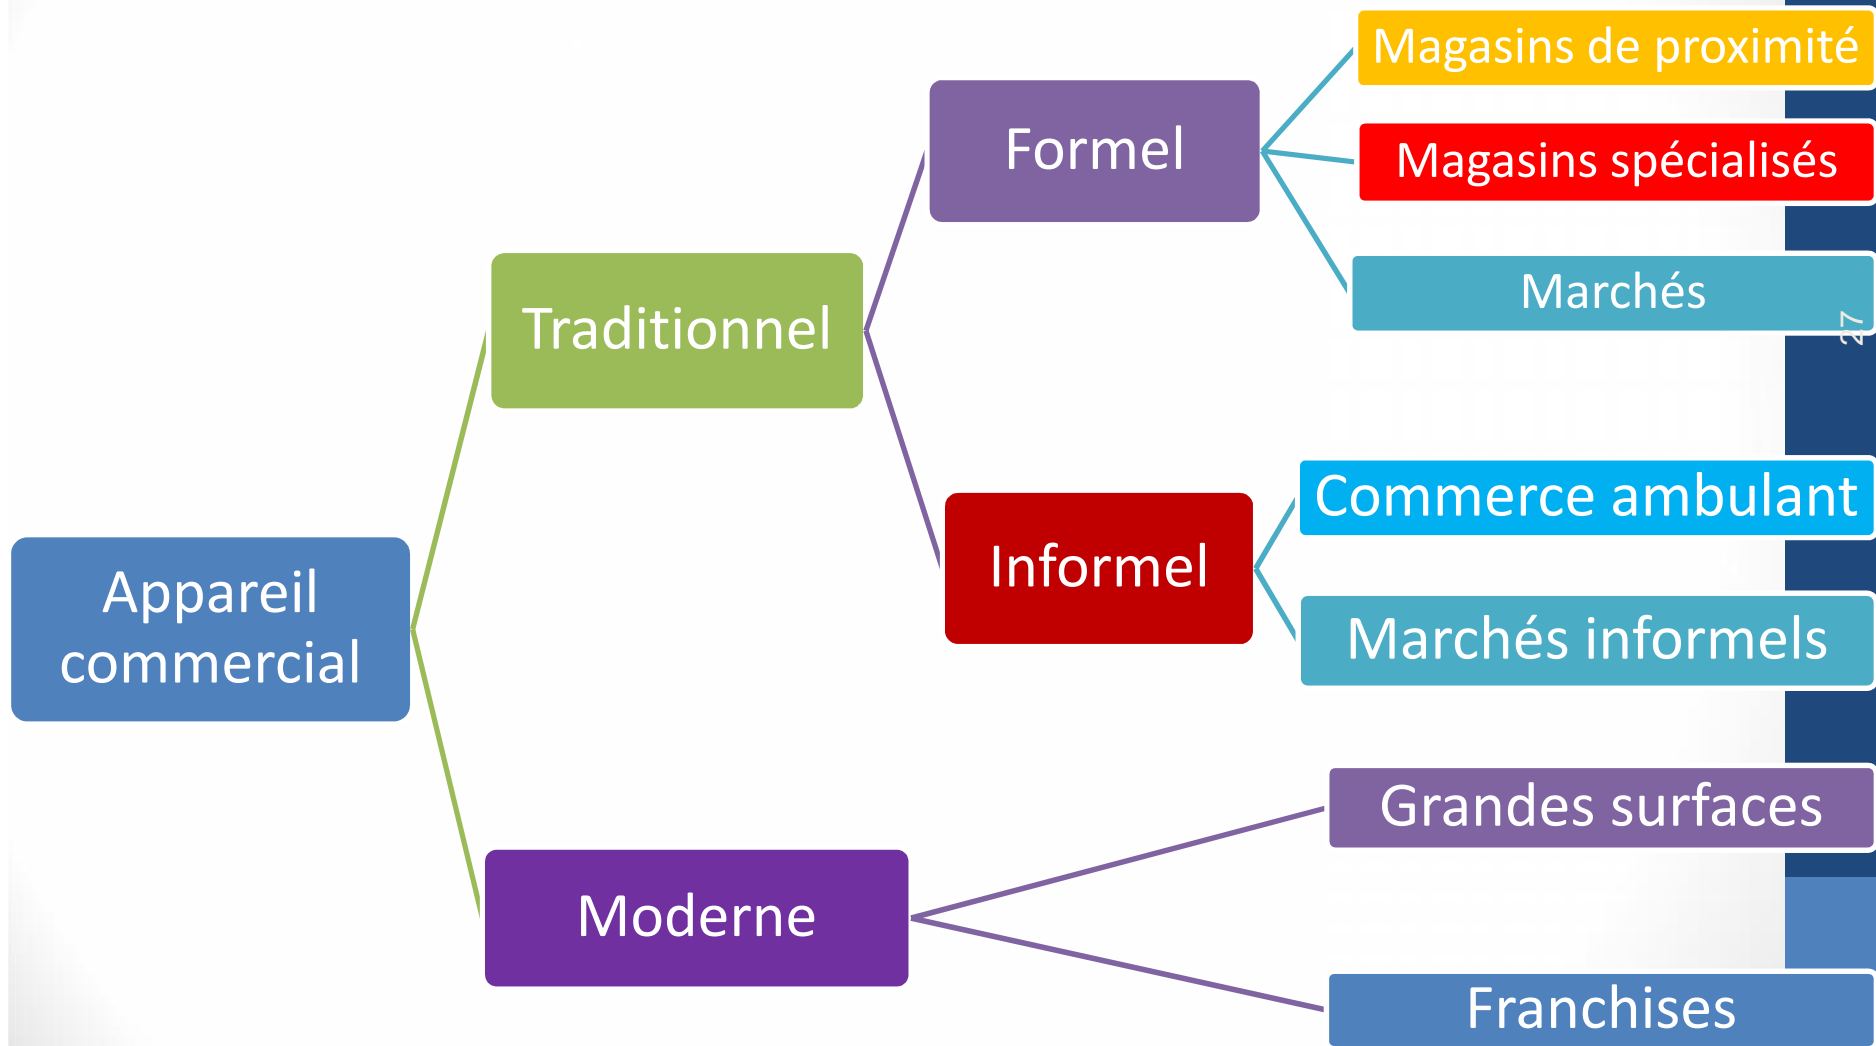 Magasins de proximité
Formel
Magasins spécialisés
Marchés
27
Traditionnel
Commerce ambulant
Informel
Appareil
commercial
Marchés informels
Grandes surfaces
Moderne
Franchises